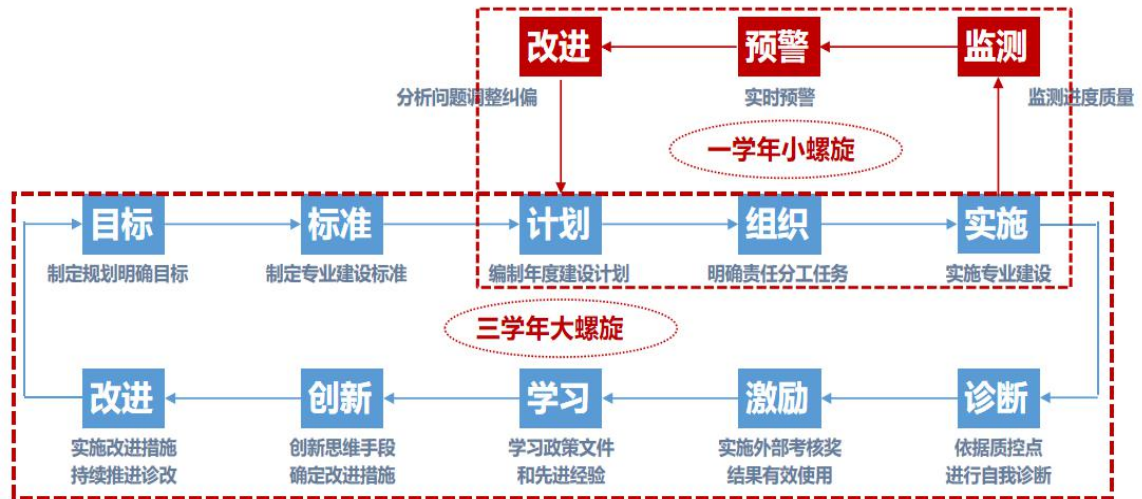 改进
预警
监测
分析问题调整纠偏
实时预警
监测进度质量
一学年小螺旋
目标
标准
计划
组织
实施
制定规划明确目标
制定专业建设标准
编制年度建设计划
明确责任分工任务
实施专业建设
三学年大螺旋
改进
创新
学习
激励
诊断
实施改进措施
持续推进诊改
创新思维手段
确定改进措施
学习政策文件
和先进经验
实施外部考核奖
结果有效使用
依据质控点
进行自我诊断